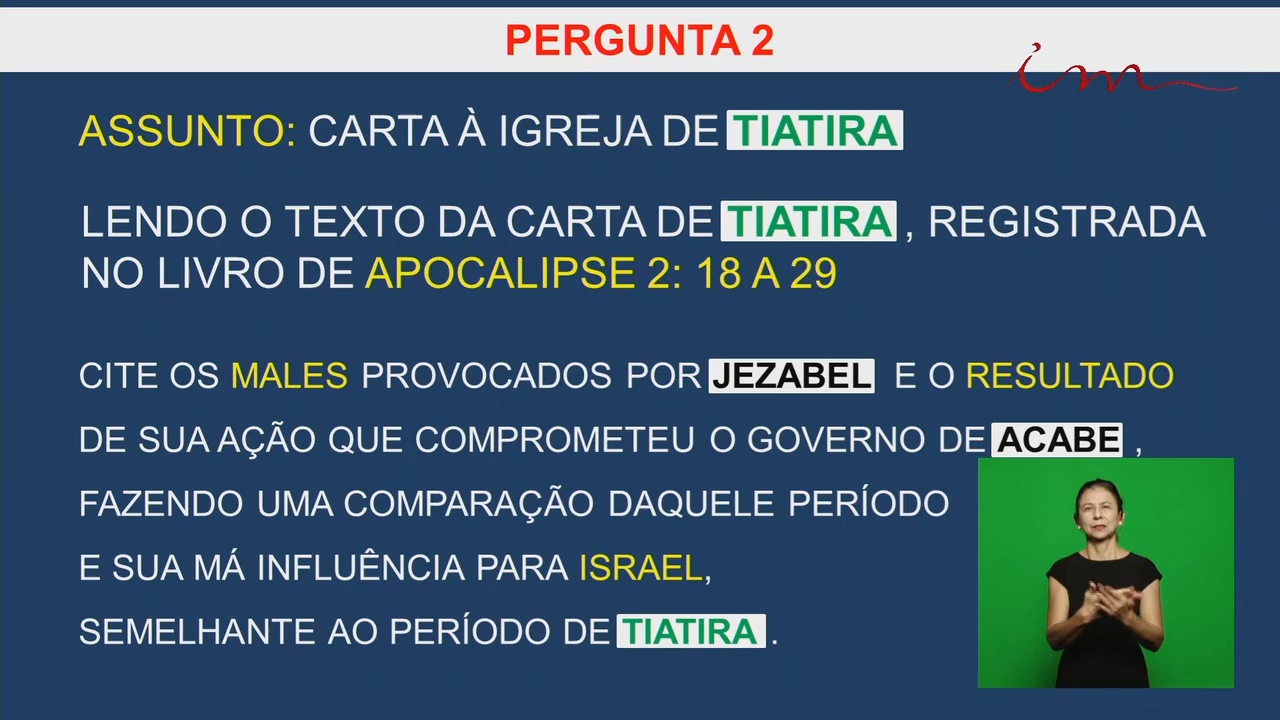 PERGUNTA 2
im
ASSUNTO: CARTA À IGREJA DE TIATIRA
LENDO O TEXTO DA CARTA DE TIATIRA , REGISTRADA
NO LIVRO DE APOCALIPSE 2: 18 A 29
CITE OS MALES PROVOCADOS POR JEZABEL E O RESULTADO
DE SUA AÇÃO QUE COMPROMETEU O GOVERNO DE ACABE ,
FAZENDO UMA COMPARAÇÃO DAQUELE PERÍODO
E SUA MÁ INFLUÊNCIA PARA ISRAEL,
SEMELHANTE AO PERÍODO DE TIATIRA .